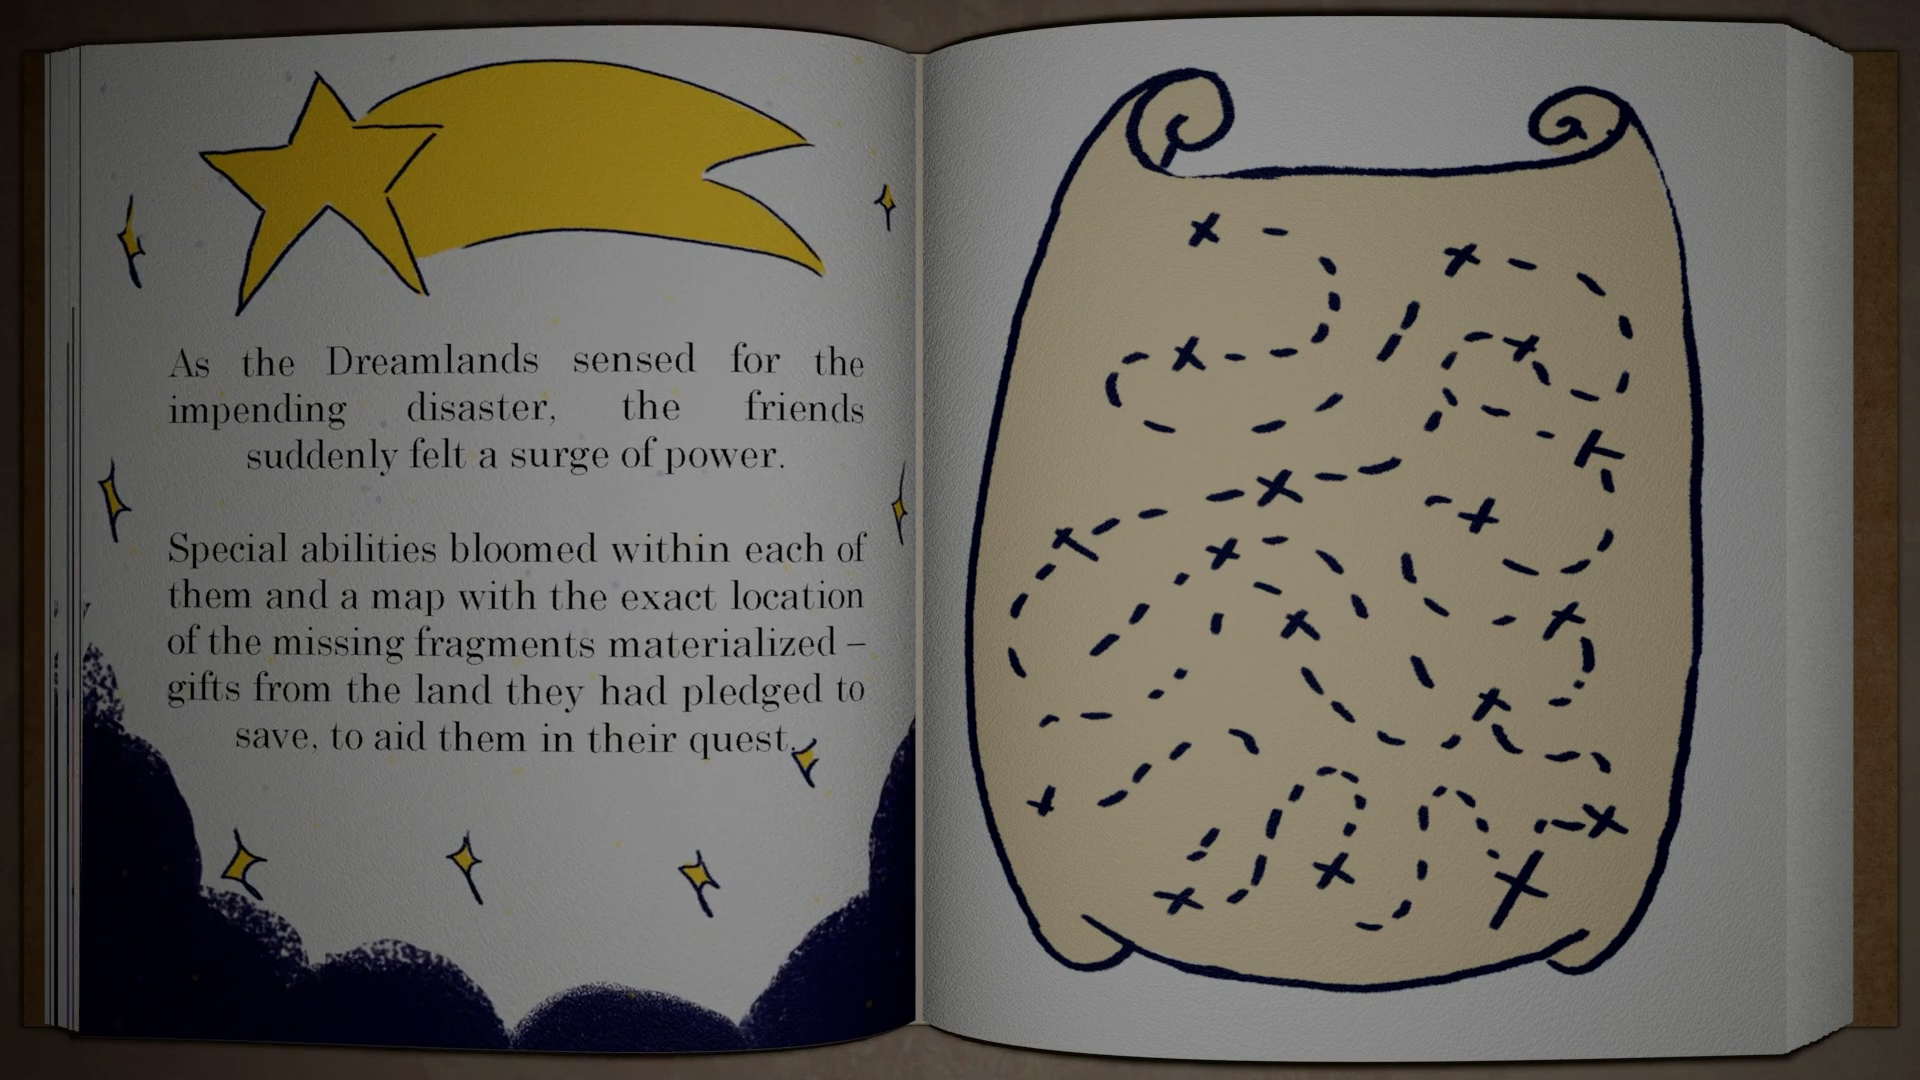 As the Dreamlands sensed for the
impending disaster, the friends
suddenly felt a surge of power.
Special abilities bloomed within each of
them and a map with the exact location
of the missing fragments materialized –
gifts from the land they had pledged to
save, to aid them in their quest.